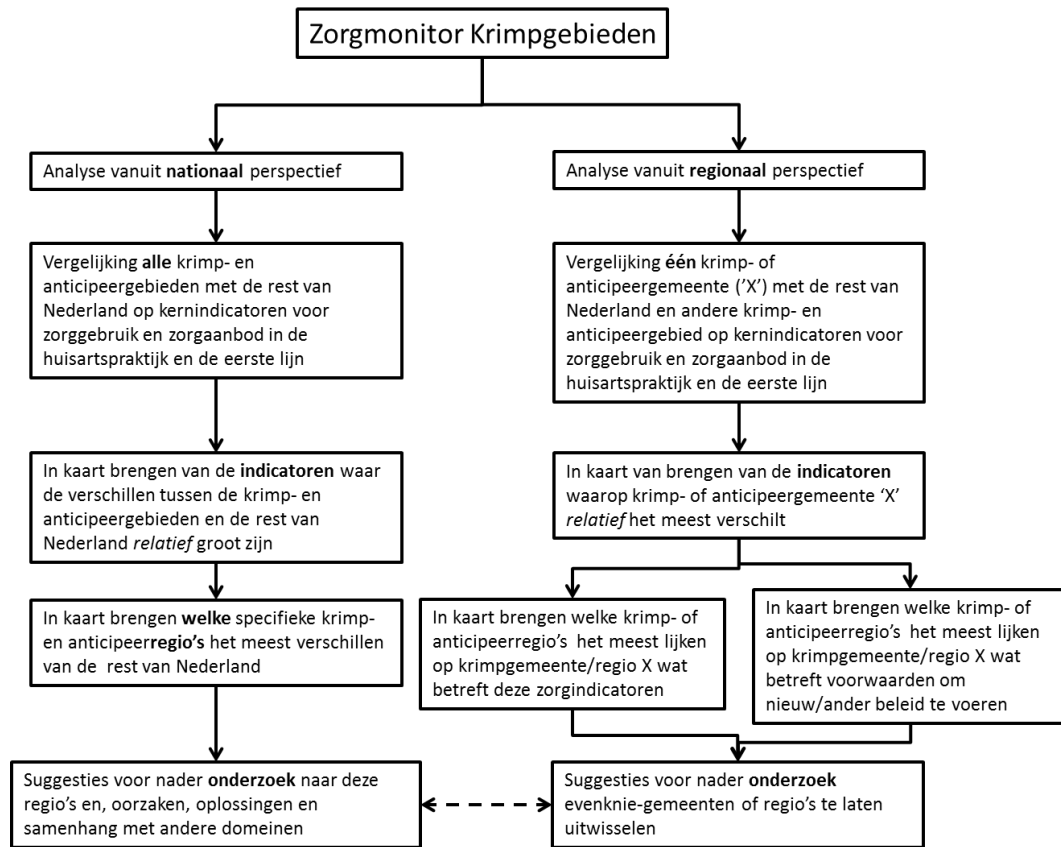 Zorgmonitor Krimpgebieden
Analyse vanuit nationaal perspectief
Vergelijking alle krimp- en
anticipeergebieden met de rest van
Nederland op kernindicatoren voor
zorggebruik en zorgaanbod in de
huisartspraktijk en de eerste lijn
In kaart brengen van de indicatoren waar
de verschillen tussen de krimp- en
anticipeergebieden en de rest van
Nederland relatief groot zijn
In kaart brengen welke specifieke krimp-
en anticipeerregio's het meest verschillen
van de rest van Nederland
Suggesties voor nader onderzoek naar deze
regio's en, oorzaken, oplossingen en
samenhang met andere domeinen
Analyse vanuit regionaal perspectief
Vergelijking één krimp- of
anticipeergemeente ('X') met de rest van
Nederland en andere krimp- en
anticipeergebied op kernindicatoren voor
zorggebruik en zorgaanbod in de
huisartspraktijk en de eerste lijn
In kaart van brengen van de indicatoren
waarop krimp- of anticipeergemeente 'X'
relatief het meest verschilt
In kaart brengen welke krimp- of
anticipeerregio's het meest lijken
op krimpgemeente/regio X wat
betreft deze zorgindicatoren
In kaart brengen welke krimp- of
anticipeerregio's het meest lijken
op krimpgemeente/regio X wat
betreft voorwaarden om
nieuw/ander beleid te voeren
Suggesties voor nader onderzoek
evenknie-gemeenten of regio's te laten
uitwisselen